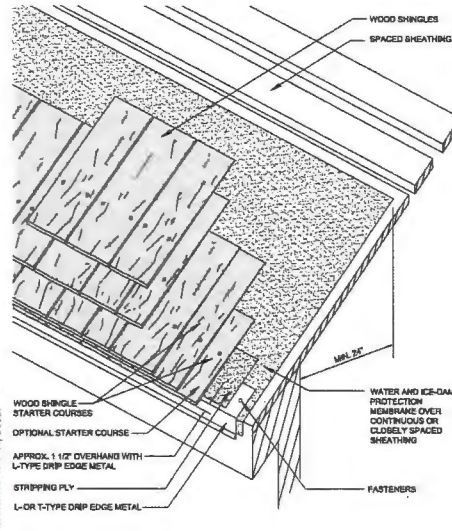 WOOD SHINGLES
SPACED SHEATHING
MIN. 24"
WOOD SHINGLE
STARTER COURSES
OPTIONAL STARTER COURSE
APPROX. 1 1/2" OVERHAND WITH
L-TYPE DRIP EDGE METAL
STRIPPING PLY
L- OR T-TYPE DRIP EDGE METAL
WATER AND ICE-DAM
PROTECTION
MEMBRANE OVER
CONTINUOUS OR
CLOSELY SPACED
SHEATHING
FASTENERS